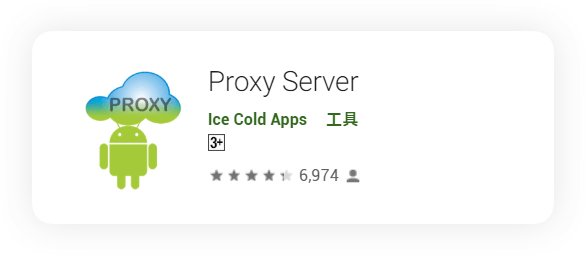 PROXY
Proxy Server
Ice Cold Apps 工具
3+
6,974